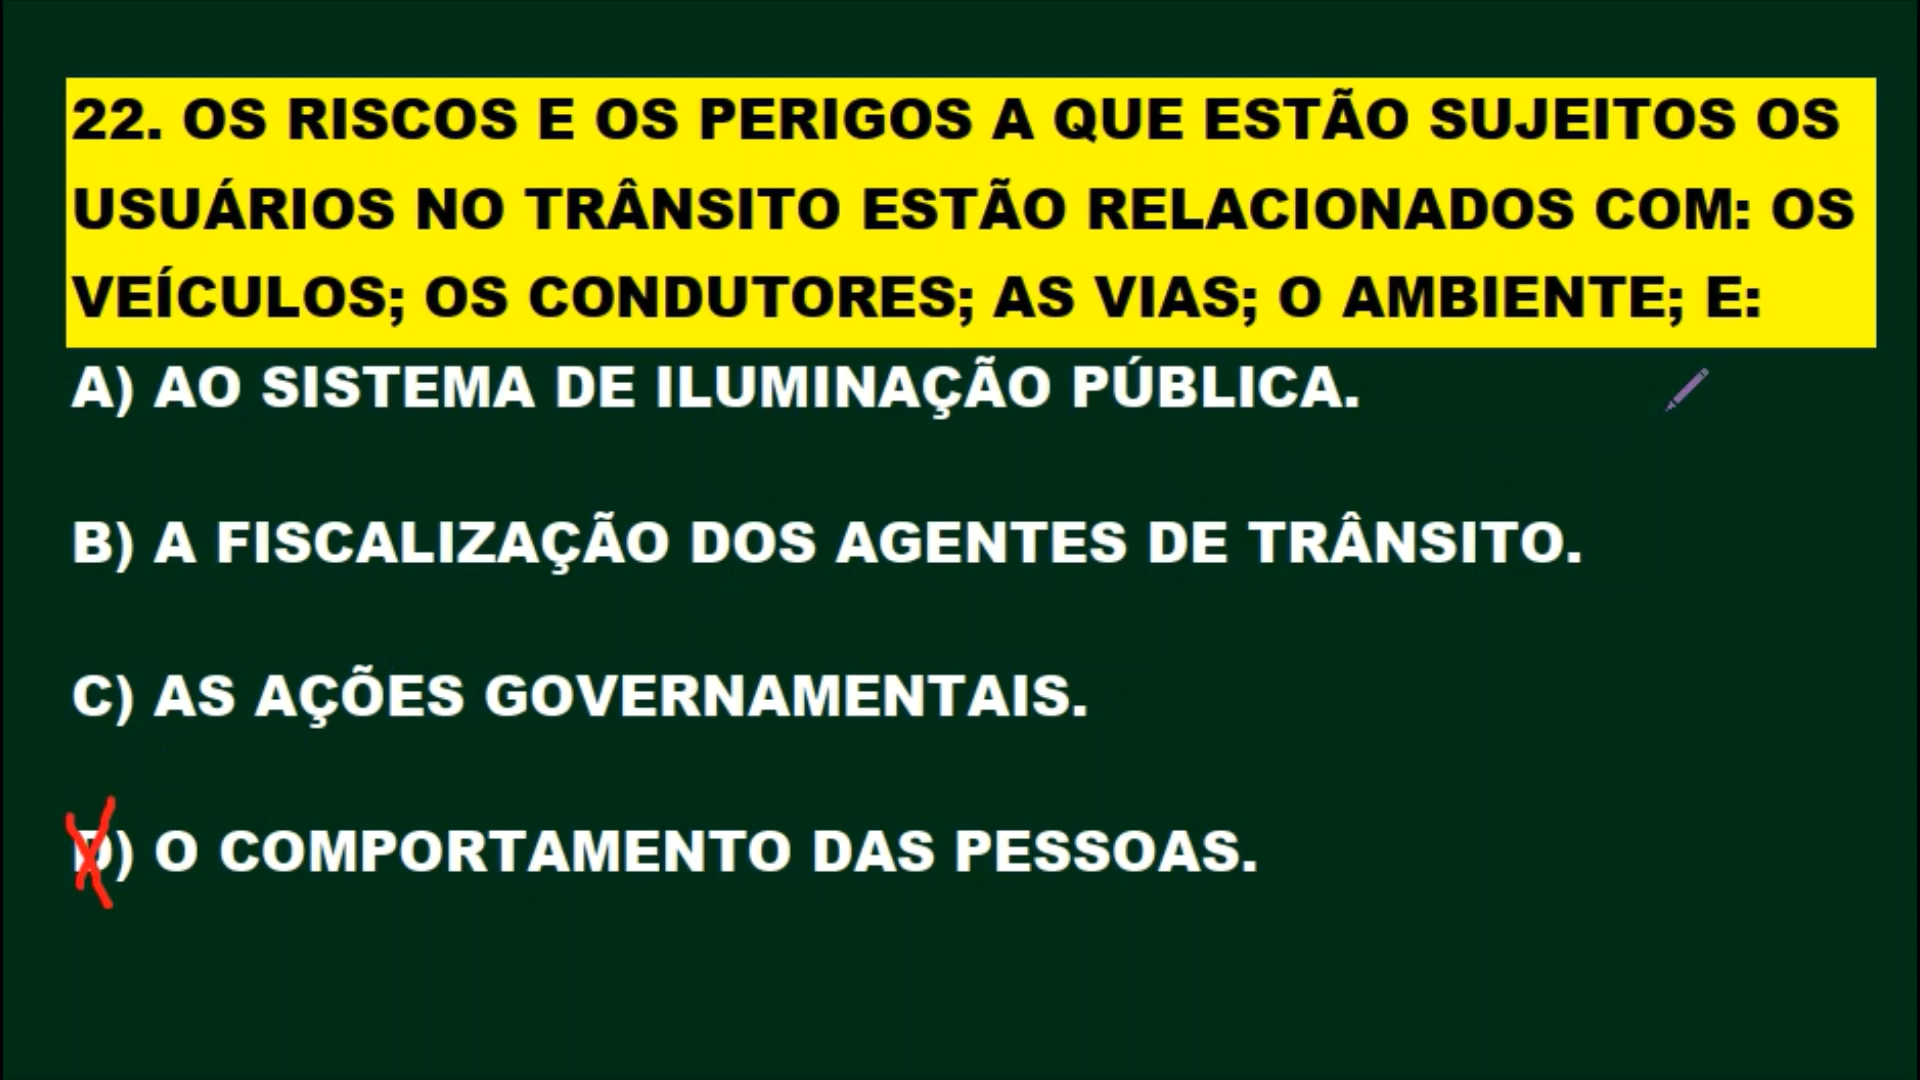 22. OS RISCOS E OS PERIGOS A QUE ESTÃO SUJEITOS OS
USUÁRIOS NO TRÂNSITO ESTÃO RELACIONADOS COM: OS
VEÍCULOS; OS CONDUTORES; AS VIAS; O AMBIENTE; E:
A) AO SISTEMA DE ILUMINAÇÃO PÚBLICA.
B) A FISCALIZAÇÃO DOS AGENTES DE TRÂNSITO.
C) AS AÇÕES GOVERNAMENTAIS.
D) O COMPORTAMENTO DAS PESSOAS.